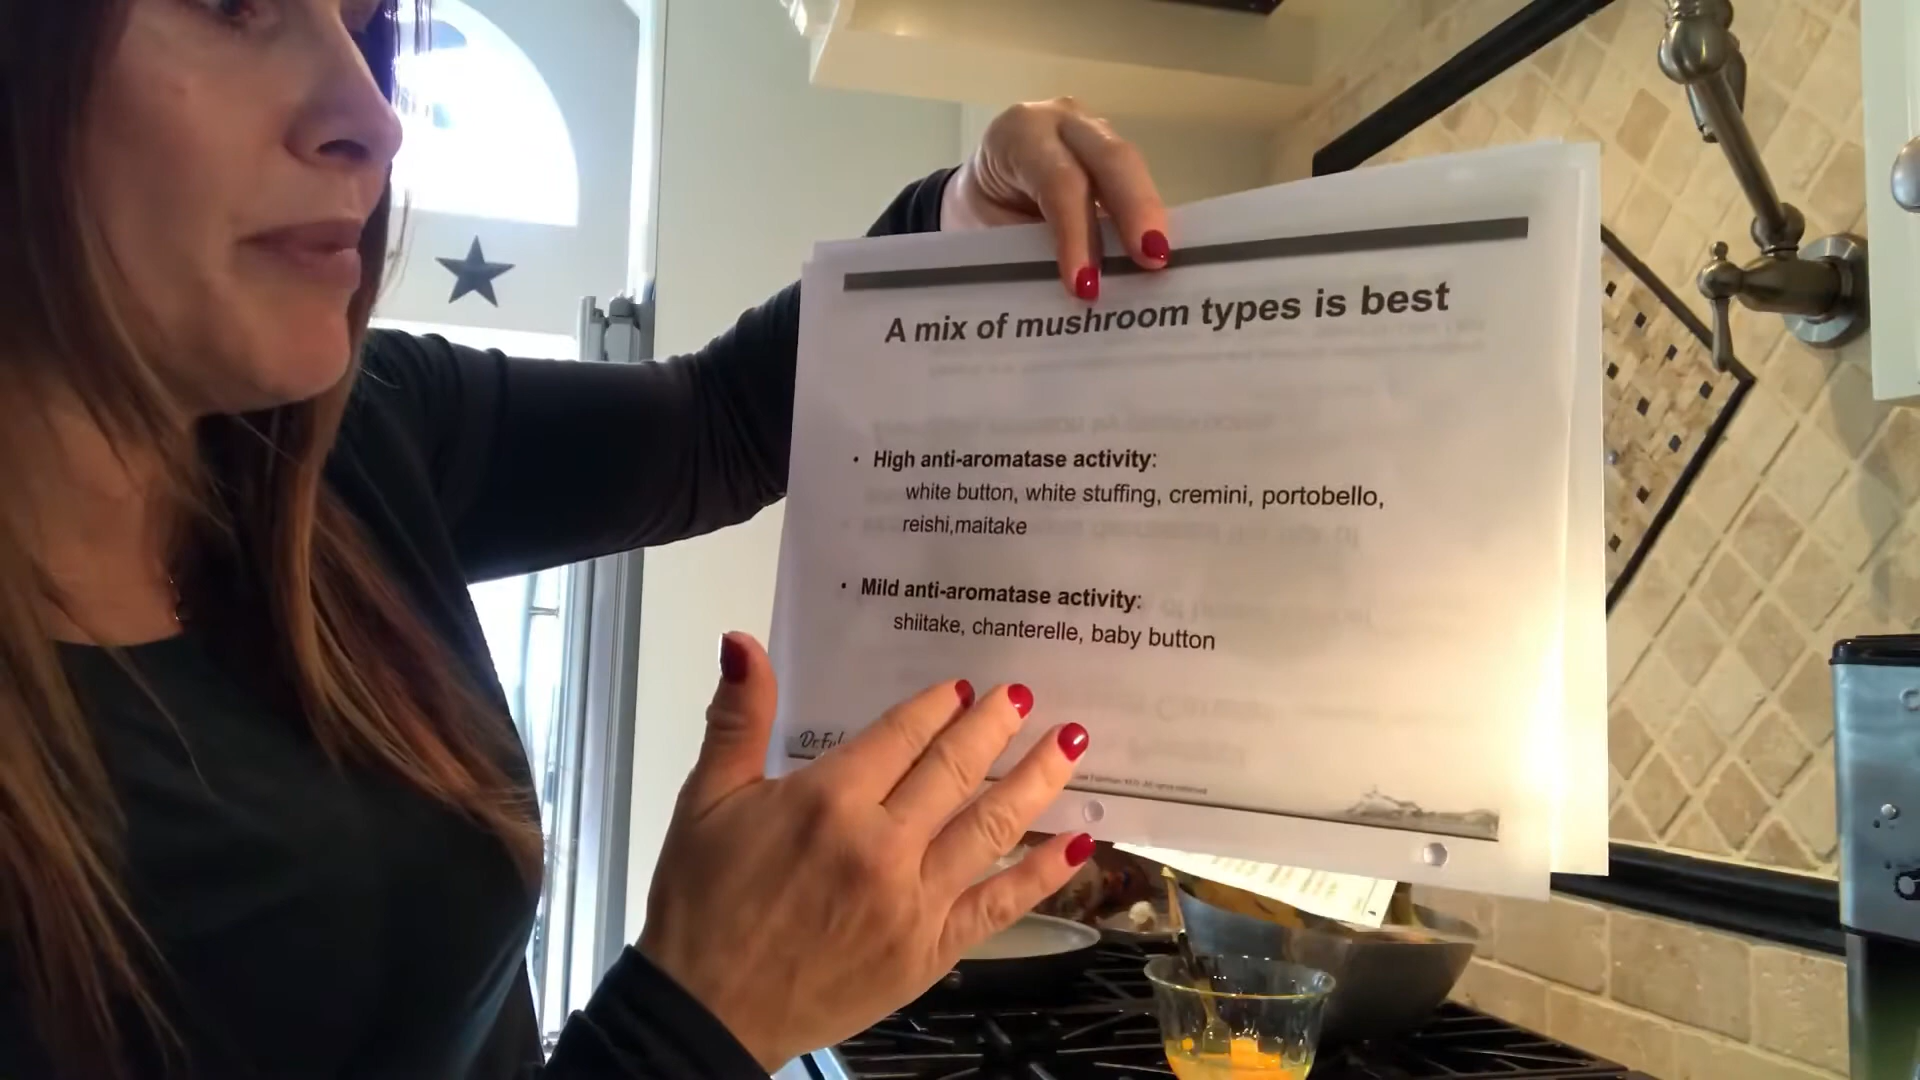 A mix of mushroom types is best
• High anti-aromatase activity:
white button, white stuffing, cremini, portobello,
reishi,maitake
• Mild anti-aromatase activity:
shiitake, chanterelle, baby button